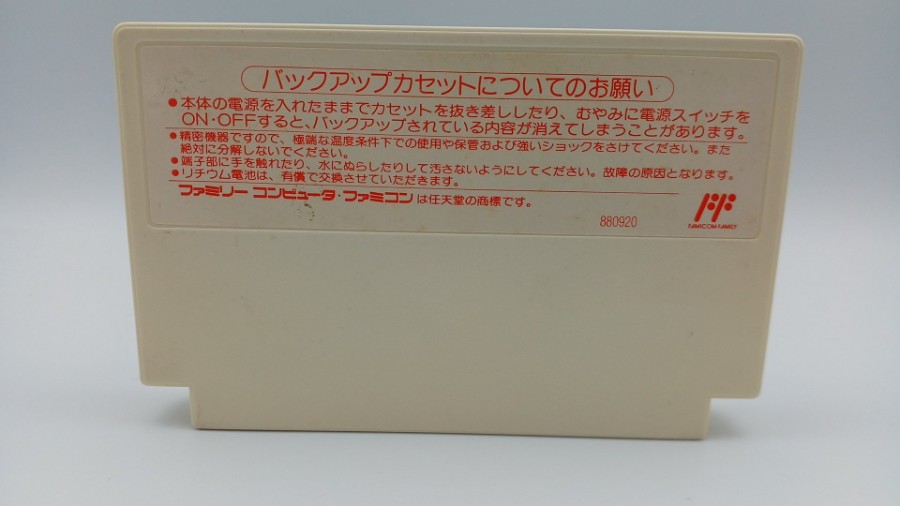 バックアップカセットについてのお願い
●本体の電源を入れたままでカセットを抜き差ししたり、むやみに電源スイッチを
ON・OFFすると、バックアップされている内容が消えてしまうことがあります。
●精密機器ですので、極端な温度条件下での使用や保管および強いショックをさけてください。また
絶対に分解しないでください。
●端子部に手を触れたり、水にぬらしたりして汚さないようにしてください。故障の原因となります。
●リチウム電池は、有償で交換させていただきます。
ファミリー コンピュータ・ファミコンは任天堂の商標です。
880920
FAMICOM FAMILY